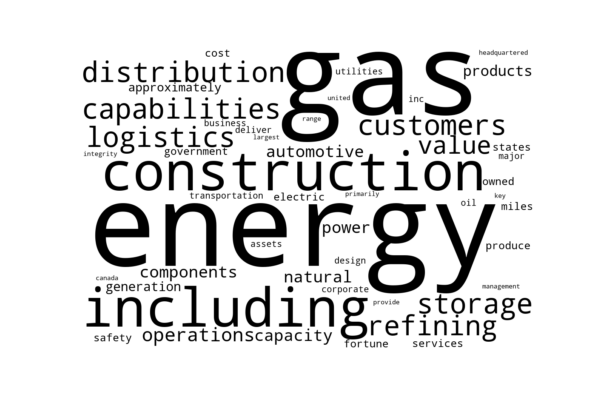 cost
headquartered
gas
distribution
utilities
products
approximately
united
inc
capabilities
range
business
deliver
customers
logistics
largest
value
states
integrity
government
automotive
major
construction
owned
transportation
electric
primarily
key
oil
miles
energy
power
assets
produce
design
components
natural
canada
generation
corporate
management
including
provide
storage
refining
safety
operations
capacity
fortune
services